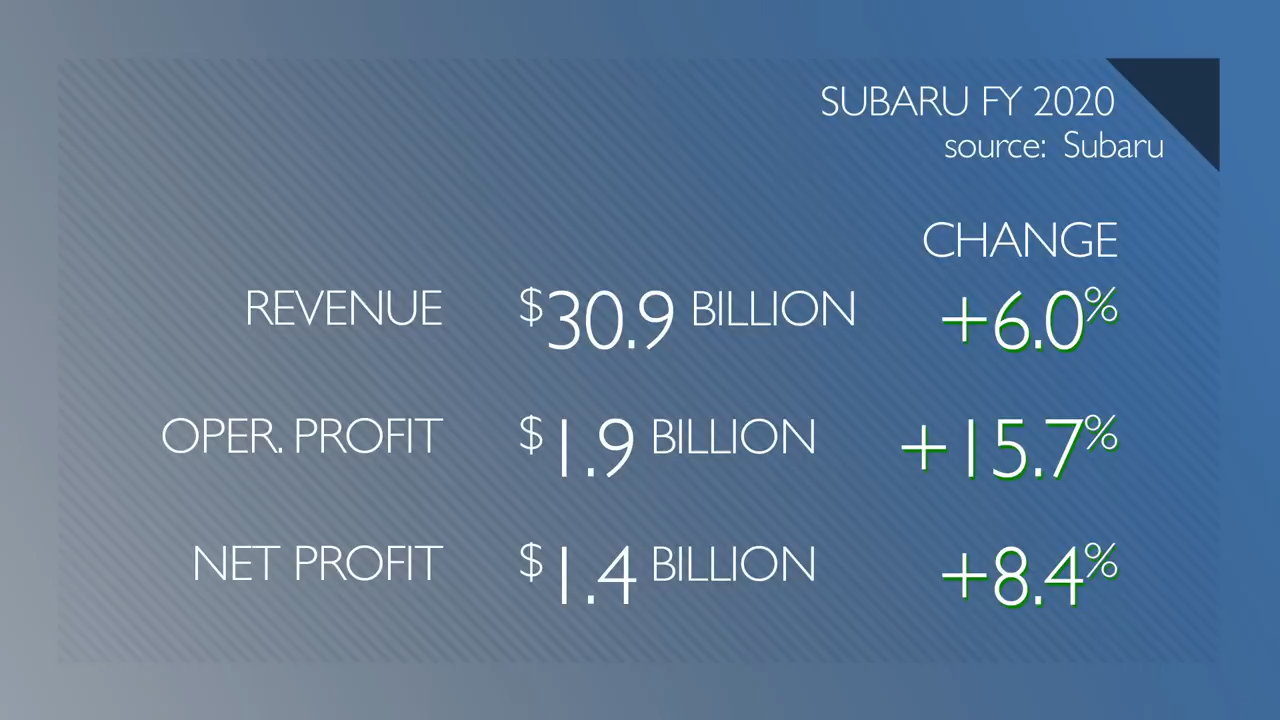 SUBARU FY 2020
source: Subaru
CHANGE
REVENUE $30.9 BILLION +6.0%
OPER. PROFIT $1.9 BILLION +15.7%
NET PROFIT $1.4 BILLION +8.4%